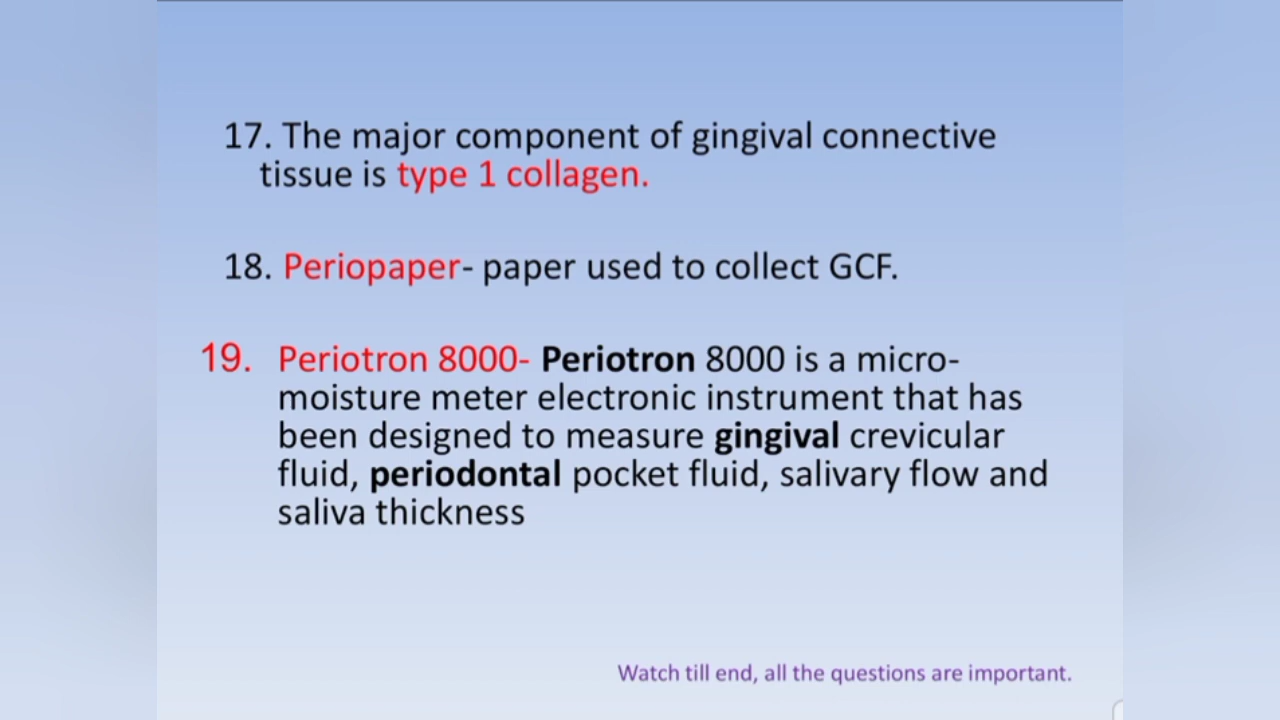 17. The major component of gingival connective
tissue is type 1 collagen.
18. Periopaper- paper used to collect GCF.
19. Periotron 8000- Periotron 8000 is a micro-
moisture meter electronic instrument that has
been designed to measure gingival crevicular
fluid, periodontal pocket fluid, salivary flow and
saliva thickness
Watch till end, all the questions are important.